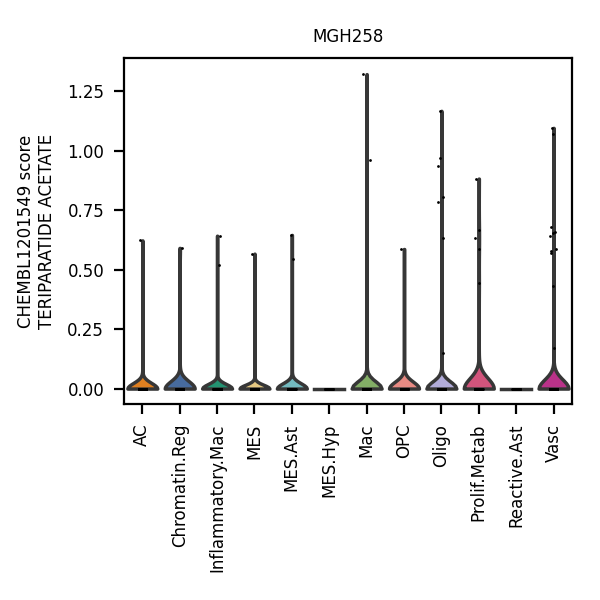 MGH258
CHEMBL1201549 score
TERIPARATIDE ACETATE
1.25
1.00
0.75
0.50
0.25
0.00
AC
Chromatin.Reg
Inflammatory.Mac
MES
MES.Ast
MES.Hyp
Mac
OPC
Oligo
Prolif.Metab
Reactive.Ast
Vasc